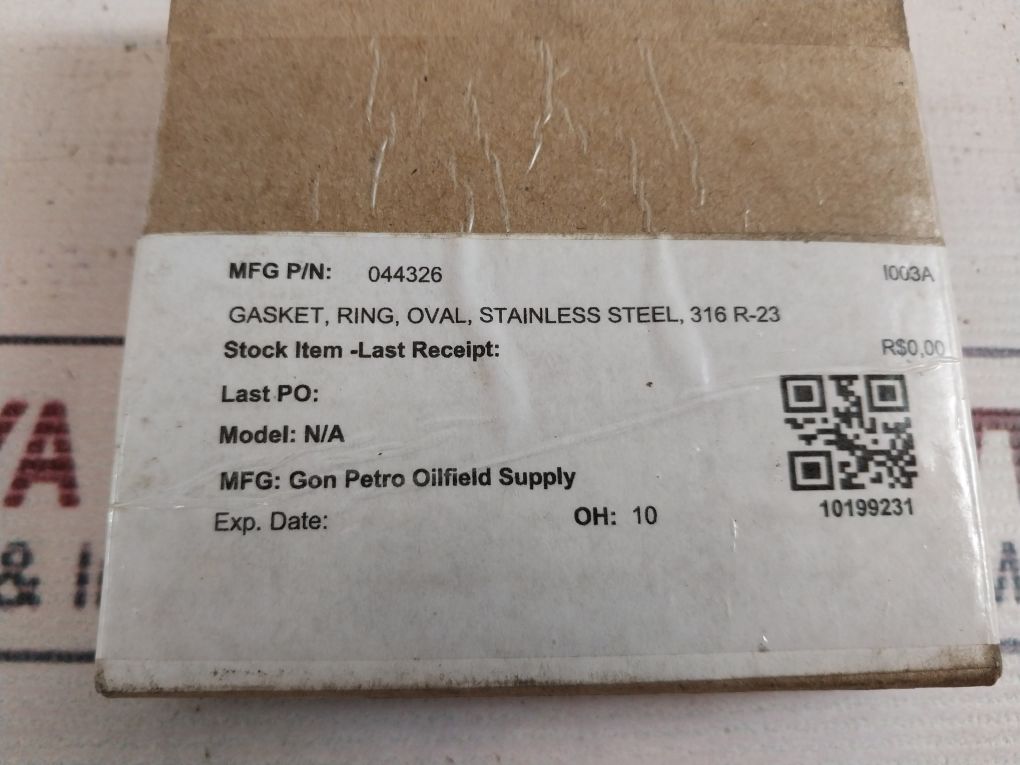 MFG P/N: 044326 I003A
GASKET, RING, OVAL, STAINLESS STEEL, 316 R-23
Stock Item -Last Receipt: R$0,00
Last PO:
Model: N/A
MFG: Gon Petro Oilfield Supply
Exp. Date: OH: 10
10199231